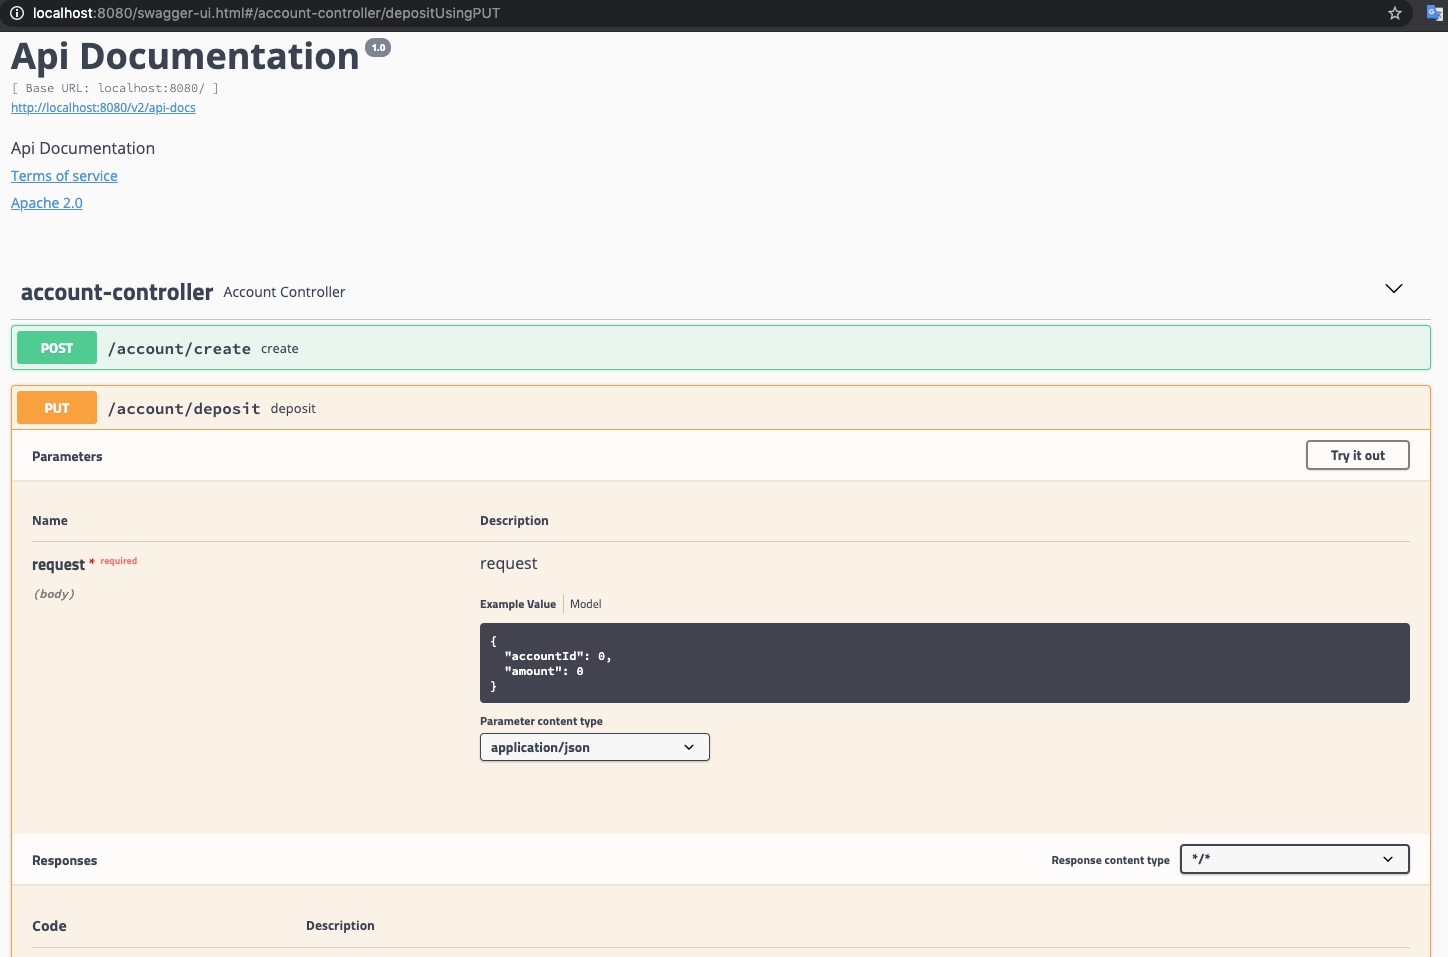 localhost:8080/swagger-ui.html#/account-controller/depositUsingPUT
Api Documentation 1.0
[ Base URL: localhost:8080/ ]
http://localhost:8080/v2/api-docs
Api Documentation
Terms of service
Apache 2.0
account-controller Account Controller
POST /account/create create
PUT /account/deposit deposit
Parameters Try it out
Name Description
request * required request
(body)
Example Value Model
{
"accountId": 0,
"amount": 0
}
Parameter content type
application/json
Responses Response content type */*
Code Description